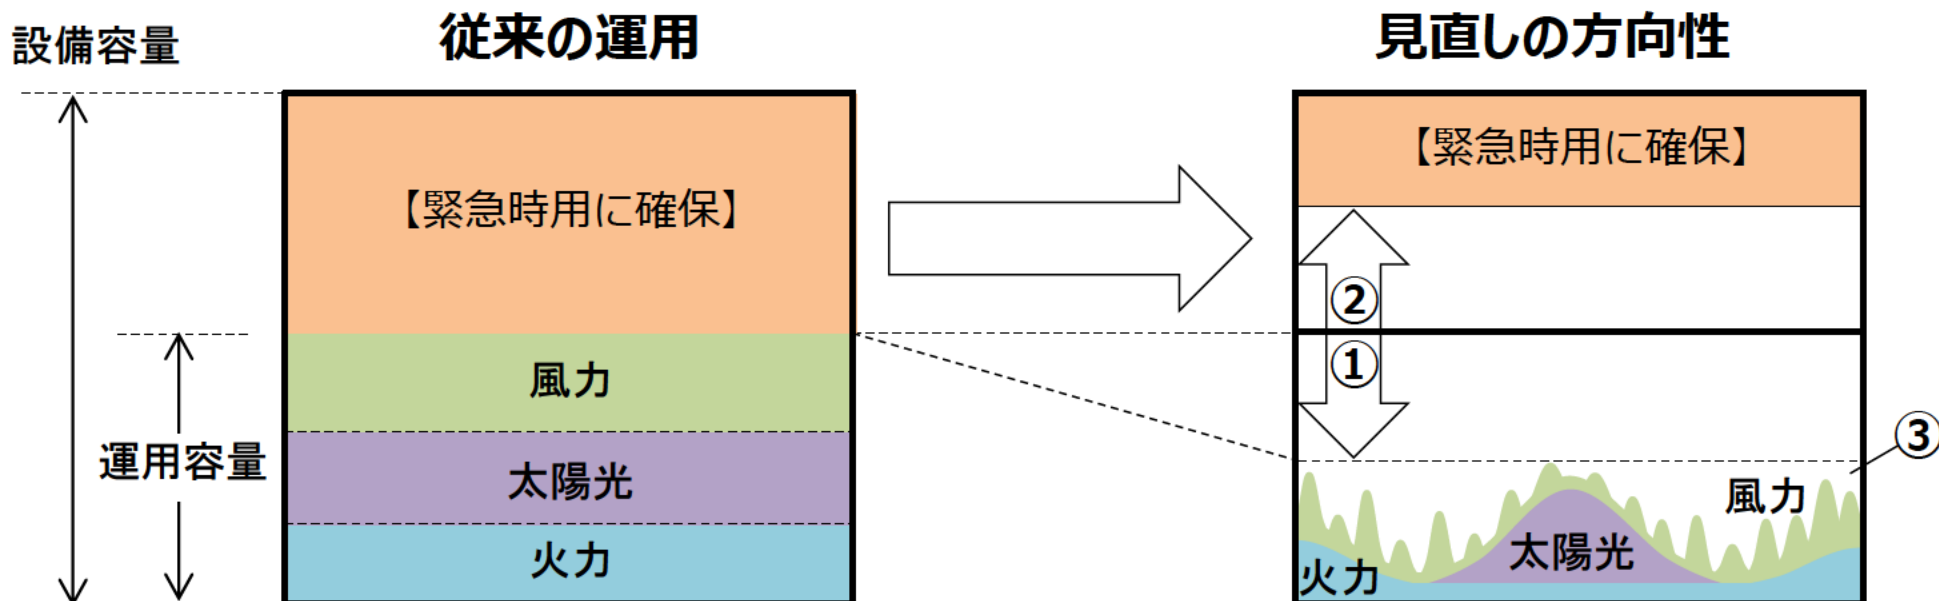 設備容量
従来の運用
見直しの方向性
【緊急時用に確保】
【緊急時用に確保】
②
①
風力
③
運用容量
太陽光
風力
火力
太陽光
火力